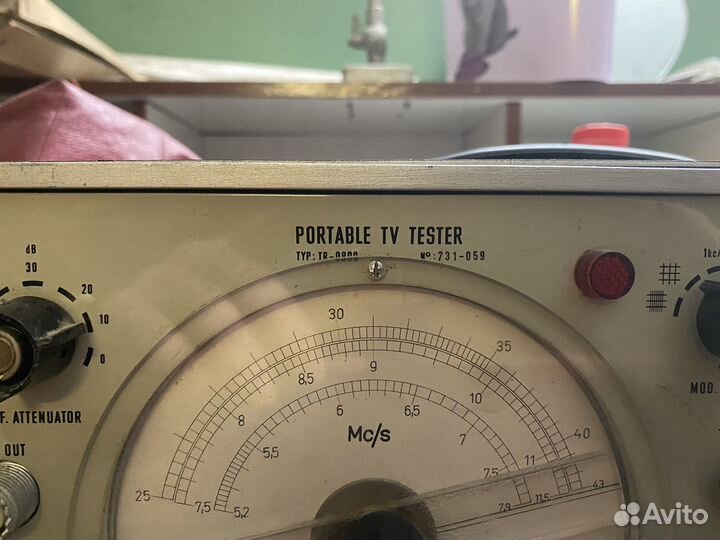 PORTABLE TV TESTER
TYP: Nº: 731-059
dB
30
20
10
0
F. ATTENUATOR
OUT
1kc/
MOD.
25 30 35 40 43
7,5 8 8,5 9 10 11 11,5
5,2 5,5 6 6,5 7 7,5 7,9
Mc/s
Avito